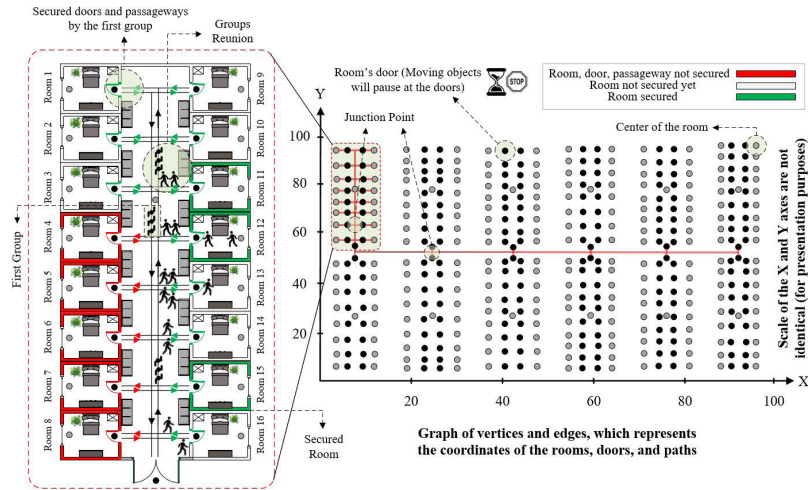 Secured doors and passageways
by the first group
Groups
Reunion
Room 1
Room 2
Room 3
Room 4
Room 5
Room 6
Room 7
Room 8
Room 9
Room 10
Room 11
Room 12
Room 13
Room 14
Room 15
Room 16
First Group
Secured
Room
Room's door (Moving objects
will pause at the doors)
STOP
Junction Point
Room, door, passageway not secured
Room not secured yet
Room secured
Center of the room
Y
100
80
60
40
20
20
40
60
80
100
X
Scale of the X and Y axes are not
identical (for prestitation purposes)
Graph of vertices and edges, which represents
the coordinates of the rooms, doors, and paths